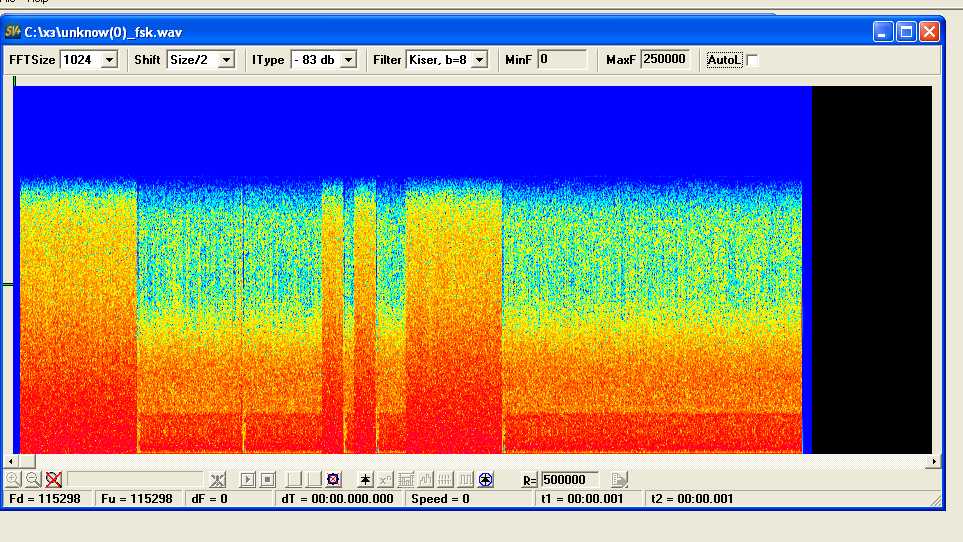 Help
SV+ C:\x3\unknow(0)_fsk.wav
FFTSize 1024 Shift Size/2 IType - 83 db Filter Kiser, b=8 MinF 0 MaxF 250000 AutoL
R= 500000
Fd = 115298 Fu = 115298 dF = 0 dT = 00:00.000.000 Speed = 0 t1 = 00:00.001 t2 = 00:00.001